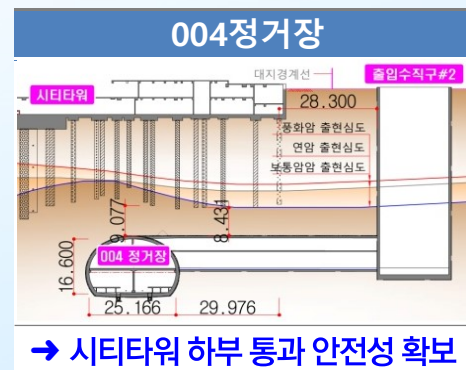 004정거장
대지경계선
출입수직구#2
시티타워
28.300
풍화암 출현심도
연암 출현심도
보통암암 출현심도
9.077
8.431
004 정거장
16.600
25.166
29.976
➜ 시티타워 하부 통과 안전성 확보